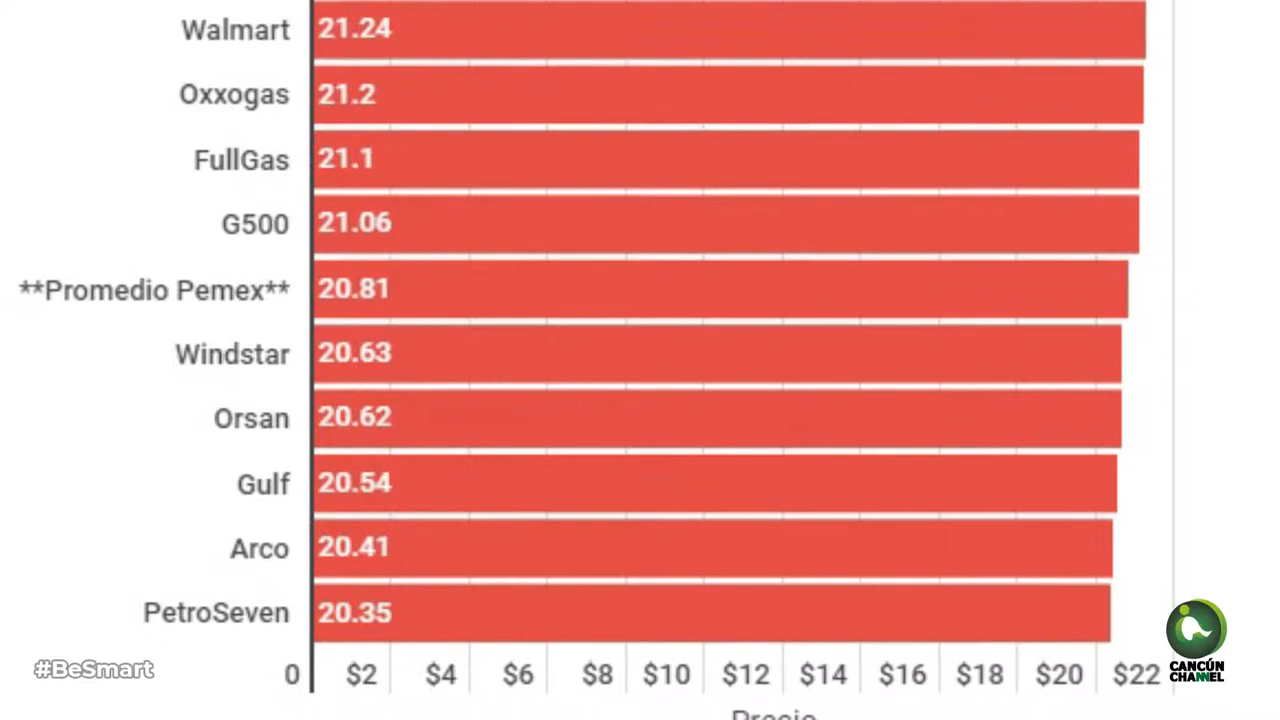 Walmart 21.24
Oxxogas 21.2
FullGas 21.1
G500 21.06
**Promedio Pemex** 20.81
Windstar 20.63
Orsan 20.62
Gulf 20.54
Arco 20.41
PetroSeven 20.35
0 $2 $4 $6 $8 $10 $12 $14 $16 $18 $20 $22
Precio
#BeSmart
CANCÚN
CHANNEL